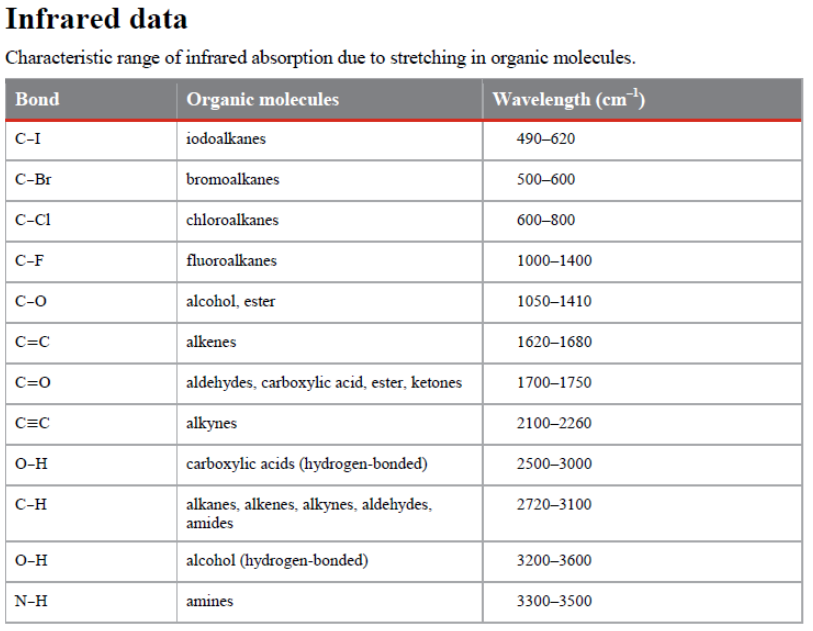 Infrared data
Characteristic range of infrared absorption due to stretching in organic molecules.
Bond Organic molecules Wavelength (cm⁻¹)
C–I iodoalkanes 490–620
C–Br bromoalkanes 500–600
C–Cl chloroalkanes 600–800
C–F fluoroalkanes 1000–1400
C–O alcohol, ester 1050–1410
C=C alkenes 1620–1680
C=O aldehydes, carboxylic acid, ester, ketones 1700–1750
C≡C alkynes 2100–2260
O–H carboxylic acids (hydrogen-bonded) 2500–3000
C–H alkanes, alkenes, alkynes, aldehydes, 2720–3100
amides
O–H alcohol (hydrogen-bonded) 3200–3600
N–H amines 3300–3500